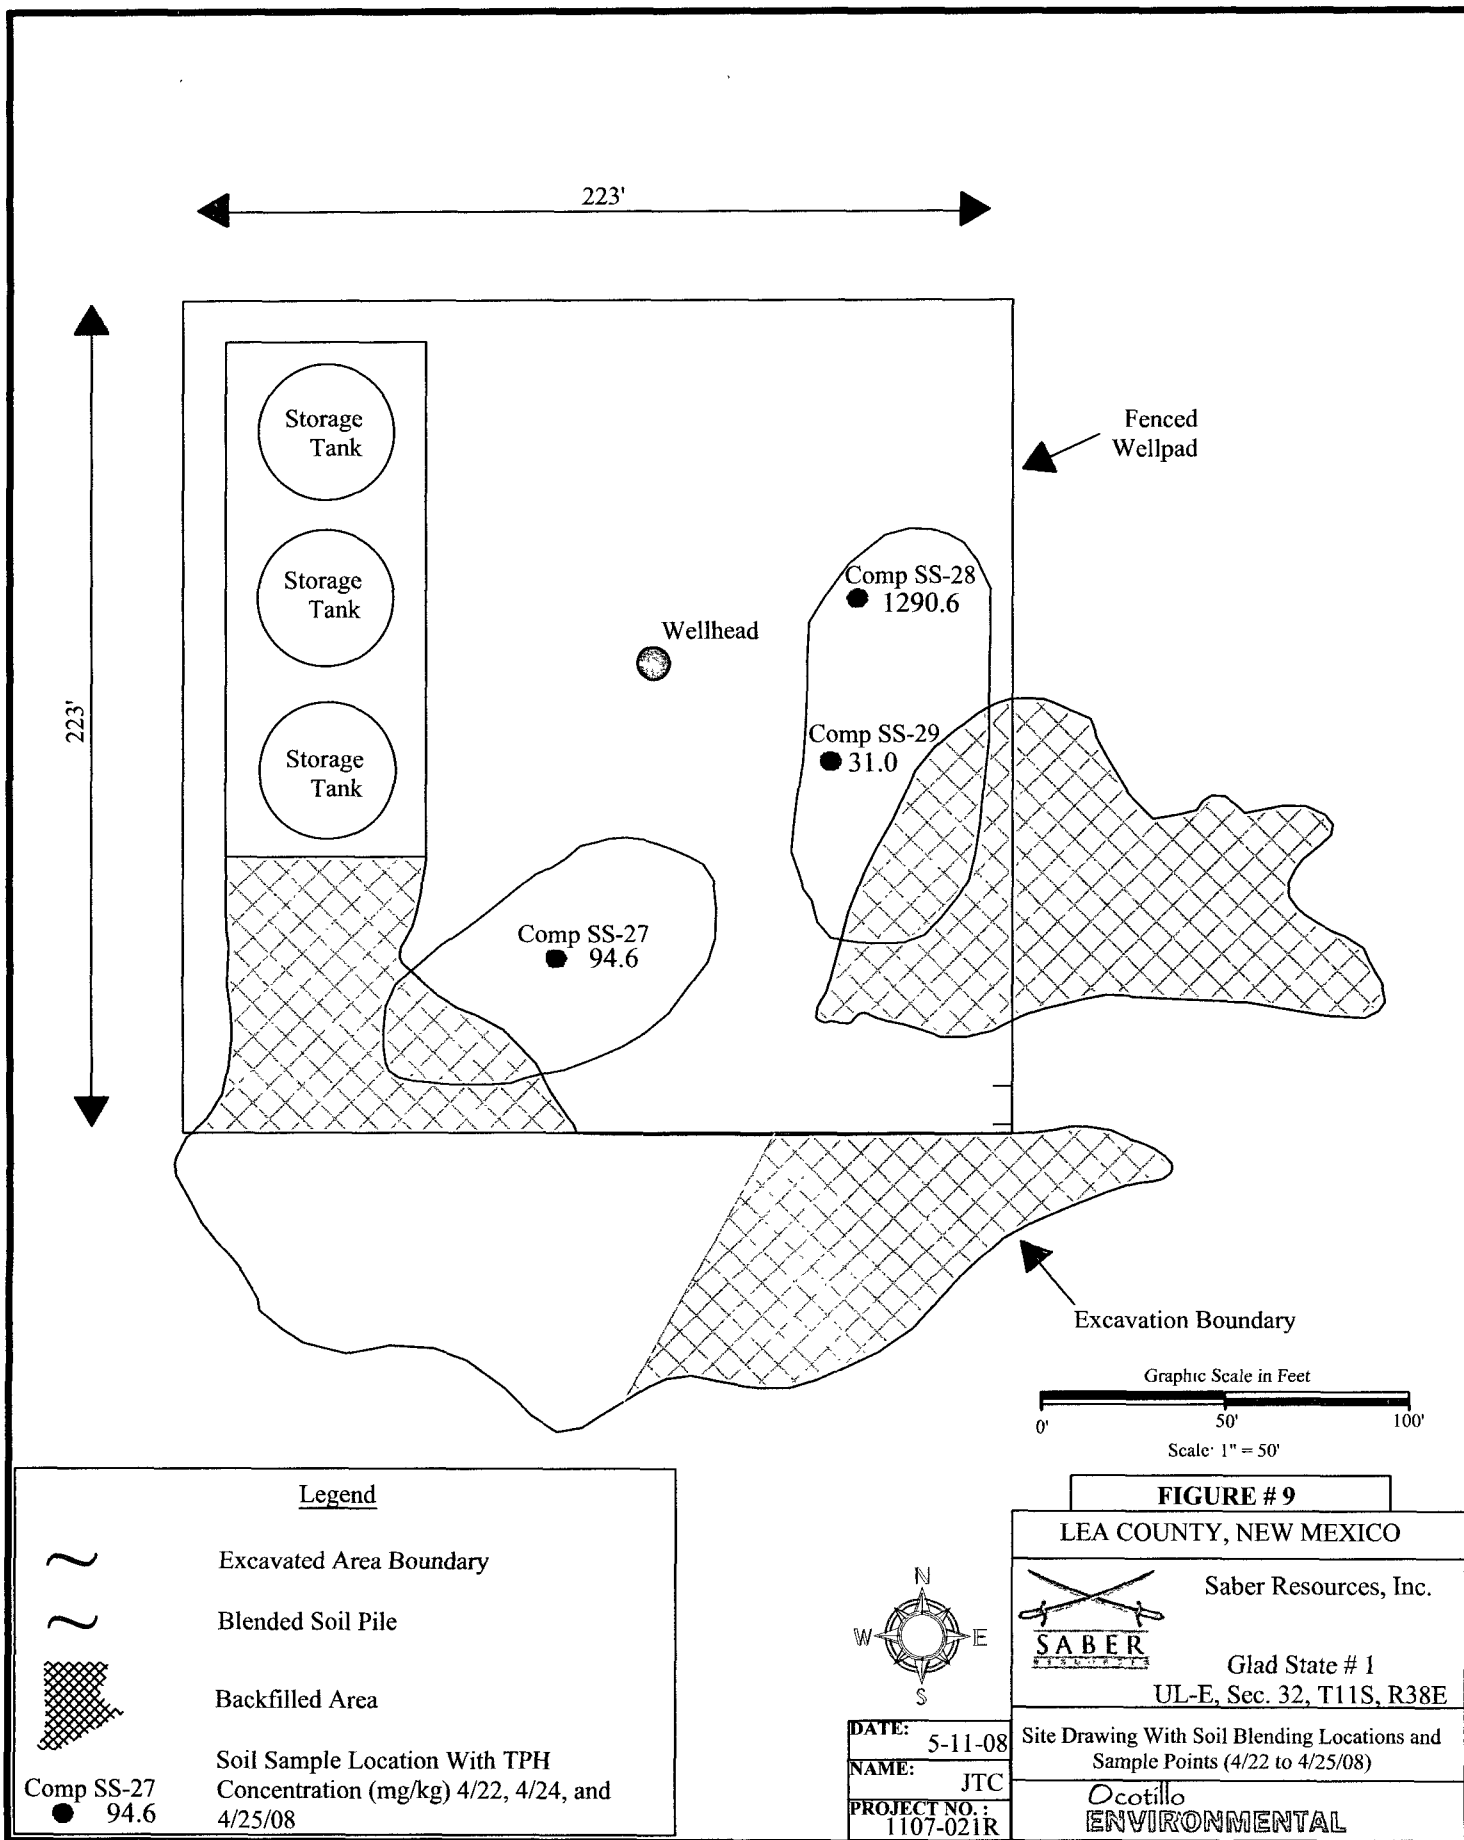 223'
223'
Storage
Tank
Storage
Tank
Storage
Tank
Fenced
Wellpad
Wellhead
Comp SS-28
1290.6
Comp SS-29
31.0
Comp SS-27
94.6
Excavation Boundary
Graphic Scale in Feet
0' 50' 100'
Scale: 1" = 50'
Legend
Excavated Area Boundary
Blended Soil Pile
Backfilled Area
Soil Sample Location With TPH
Concentration (mg/kg) 4/22, 4/24, and
4/25/08
Comp SS-27
94.6
N
W E
S
FIGURE # 9
LEA COUNTY, NEW MEXICO
Saber Resources, Inc.
SABER
RESOURCES
Glad State # 1
UL-E, Sec. 32, T11S, R38E
DATE: 5-11-08
NAME: JTC
PROJECT NO. : 1107-021R
Site Drawing With Soil Blending Locations and
Sample Points (4/22 to 4/25/08)
Ocotillo
ENVIRONMENTAL